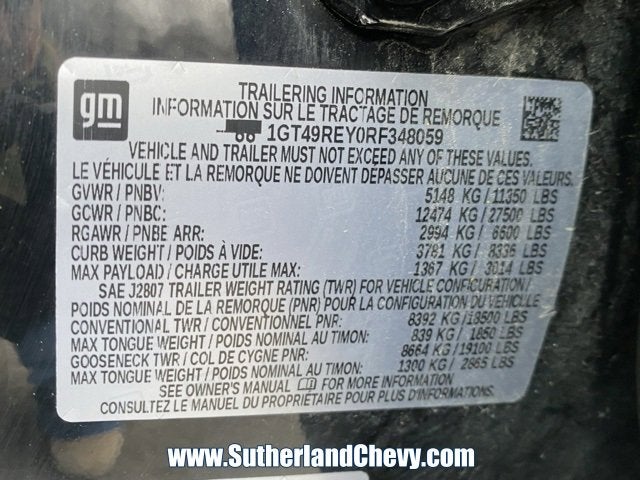 gm
TRAILERING INFORMATION
INFORMATION SUR LE TRACTAGE DE REMORQUE
1GT49REY0RF348059
VEHICLE AND TRAILER MUST NOT EXCEED ANY OF THESE VALUES.
LE VÉHICULE ET LA REMORQUE NE DOIVENT DÉPASSER AUCUNE DE CES VALEURS.
GVWR / PNBV: 5148 KG / 11350 LBS
GCWR / PNBC: 12474 KG / 27500 LBS
RGAWR / PNBE ARR: 2994 KG / 6600 LBS
CURB WEIGHT / POIDS À VIDE: 3781 KG / 8336 LBS
MAX PAYLOAD / CHARGE UTILE MAX: 1367 KG / 3014 LBS
SAE J2807 TRAILER WEIGHT RATING (TWR) FOR VEHICLE CONFIGURATION /
POIDS NOMINAL DE LA REMORQUE (PNR) POUR LA CONFIGURATION DU VÉHICULE
CONVENTIONAL TWR / CONVENTIONNEL PNR: 8392 KG / 18500 LBS
MAX TONGUE WEIGHT / POIDS NOMINAL AU TIMON: 839 KG / 1850 LBS
GOOSENECK TWR / COL DE CYGNE PNR: 8664 KG / 19100 LBS
MAX TONGUE WEIGHT / POIDS NOMINAL AU TIMON: 1300 KG / 2865 LBS
SEE OWNER'S MANUAL FOR MORE INFORMATION.
CONSULTEZ LE MANUEL DU PROPRIÉTAIRE POUR PLUS D'INFORMATIONS.
www.SutherlandChevy.com